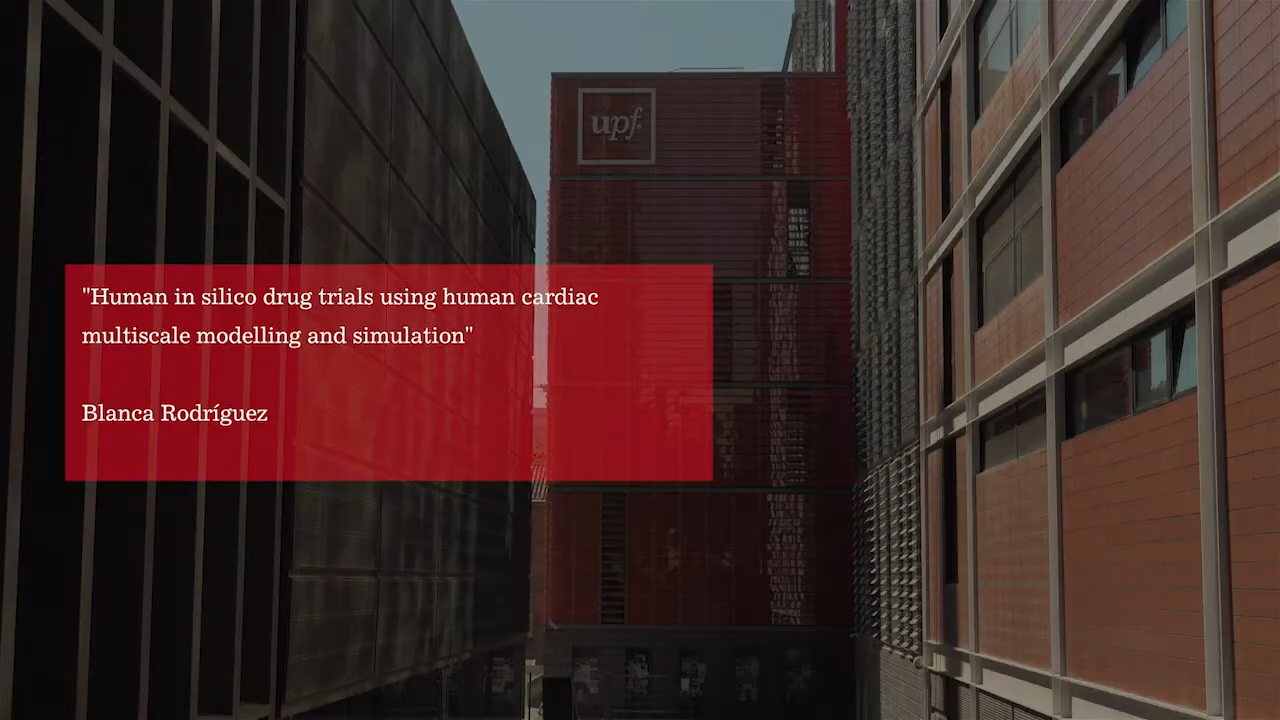 upf.
"Human in silico drug trials using human cardiac
multiscale modelling and simulation"
Blanca Rodríguez